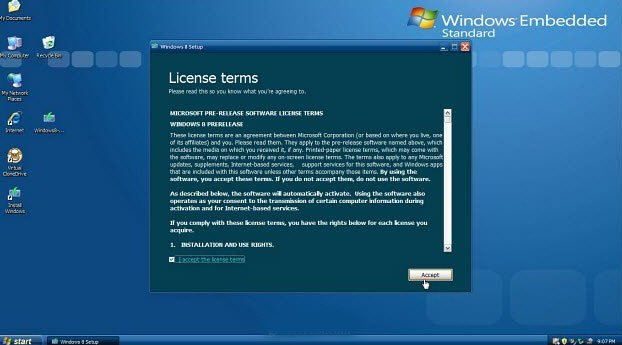 My Documents
Windows Embedded
Standard
My Computer
Recycle Bin
My Network
Places
Internet
Windows8-...
Virtual
CloneDrive
Install
Windows
Windows 8 Setup
License terms
Please read this so you know what you're agreeing to.
MICROSOFT PRE-RELEASE SOFTWARE LICENSE TERMS
WINDOWS 8 PRERELEASE
These license terms are an agreement between Microsoft Corporation (or based on where you live, one
of its affiliates) and you. Please read them. They apply to the pre-release software named above, which
includes the media on which you received it, if any. Printed-paper license terms, which may come with
the software, may replace or modify any on-screen license terms. The terms also apply to any Microsoft
updates, supplements, Internet-based services, support services for this software, and Windows apps
that are included with this software unless other terms accompany those items. By using the
software, you accept these terms. If you do not accept them, do not use the software.
As described below, the software will automatically activate. Using the software also
operates as your consent to the transmission of certain computer information during
activation and for Internet-based services.
If you comply with these license terms, you have the rights below for each license you
acquire.
1. INSTALLATION AND USE RIGHTS.
I accept the license terms
Accept
start
Windows 8 Setup
9:07 PM